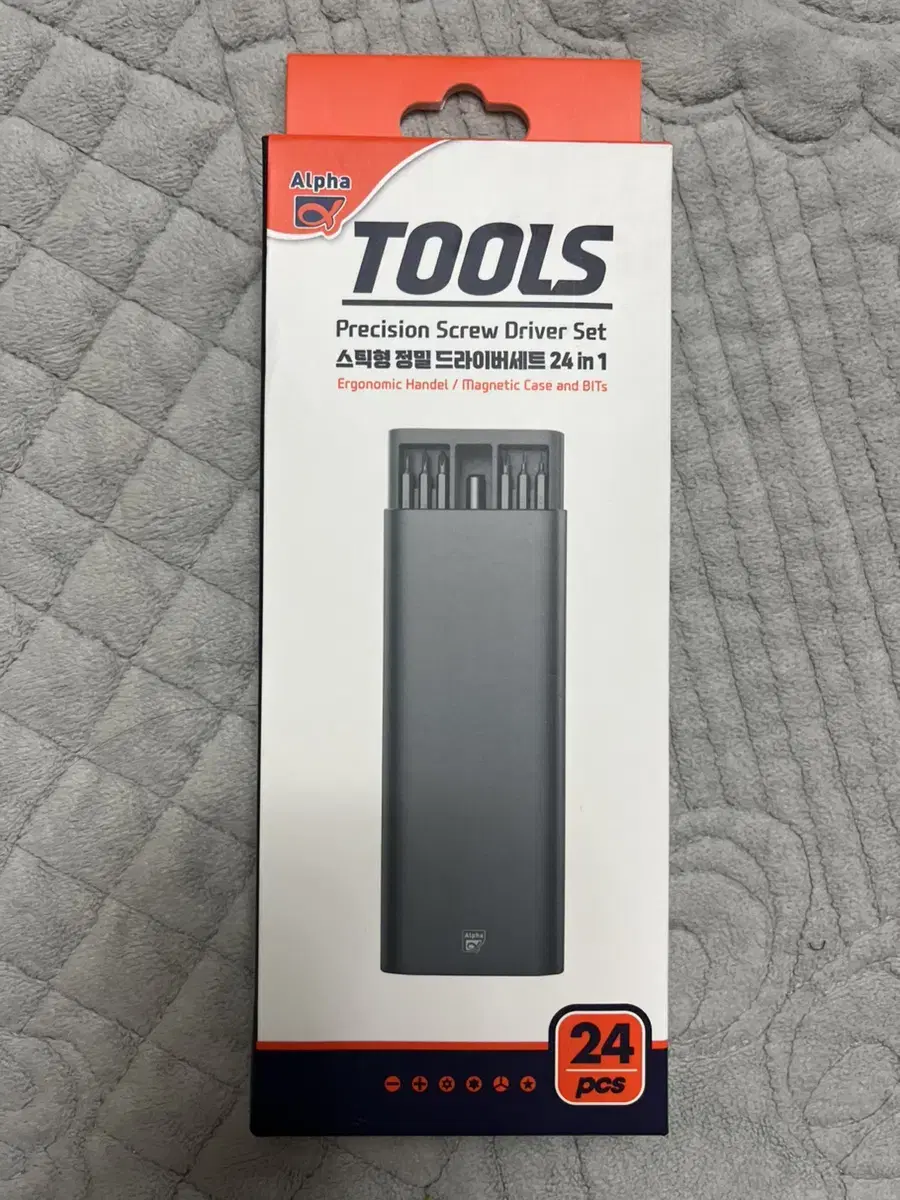 Alpha
TOOLS
Precision Screw Driver Set
스틱형 정밀 드라이버세트 24 in 1
Ergonomic Handel / Magnetic Case and BITs
Alpha
24
pcs